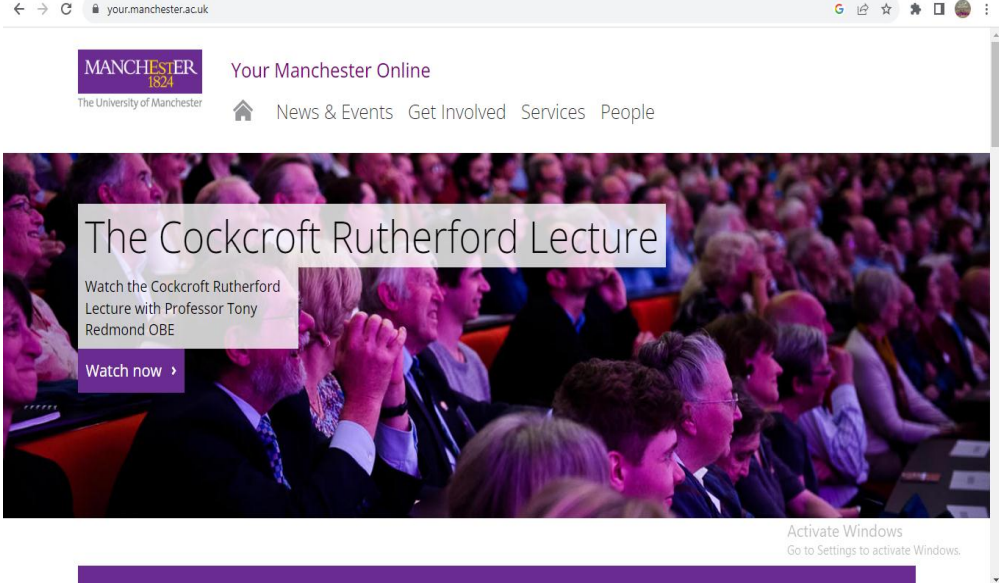 your.manchester.ac.uk
MANCHESTER
1824
The University of Manchester
Your Manchester Online
News & Events Get Involved Services People
The Cockcroft Rutherford Lecture
Watch the Cockcroft Rutherford
Lecture with Professor Tony
Redmond OBE
Watch now ›
Activate Windows
Go to Settings to activate Windows.